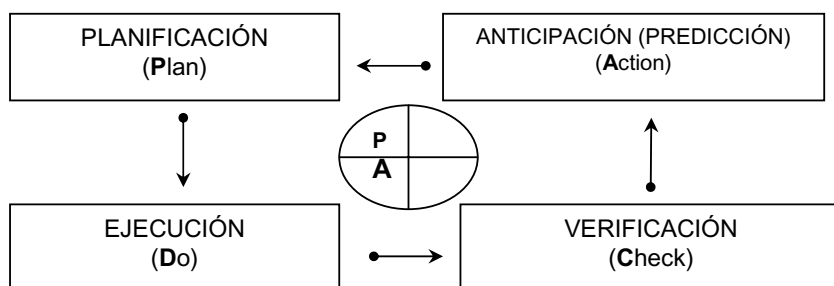 PLANIFICACIÓN
(Plan)
ANTICIPACIÓN (PREDICCIÓN)
(Action)
P
A
EJECUCIÓN
(Do)
VERIFICACIÓN
(Check)